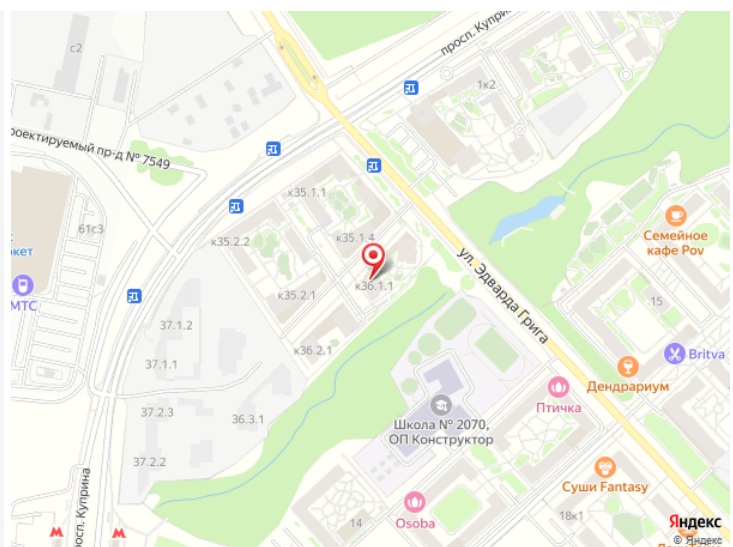 с2
просп. Куприна
1к2
роектируемый пр-д № 7549
к35.1.1
61с3
к35.2.2
к35.1.4
Семейное
кафе Pov
ркет
МТС
к36.1.1
к35.2.1
ул. Эдварда Грига
15
37.1.2
к36.2.1
Britva
37.1.1
Дендрариум
Птичка
37.2.3
36.3.1
Школа № 2070,
ОП Конструктор
37.2.2
Суши Fantasy
просп. Куприна
Osoba
14
18к1
Яндекс
© Яндекс